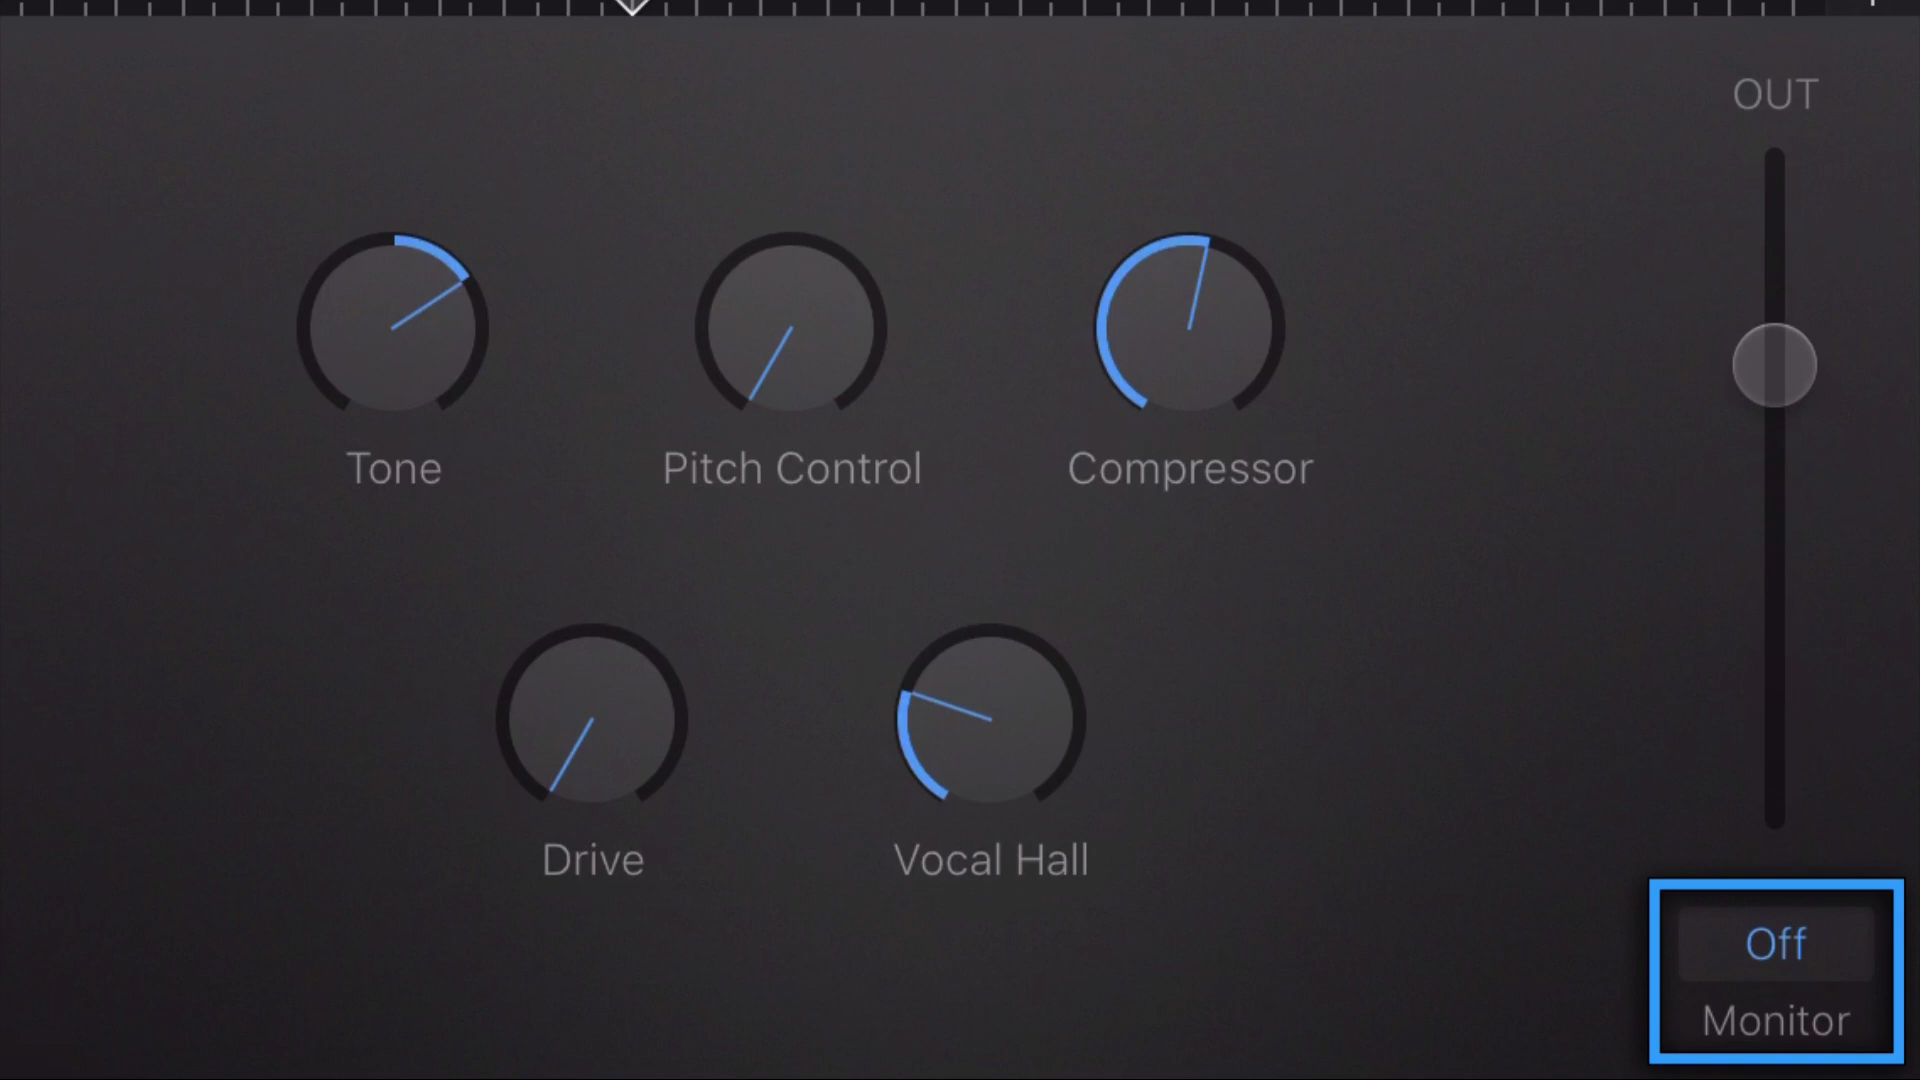 OUT
Tone
Pitch Control
Compressor
Drive
Vocal Hall
Off
Monitor